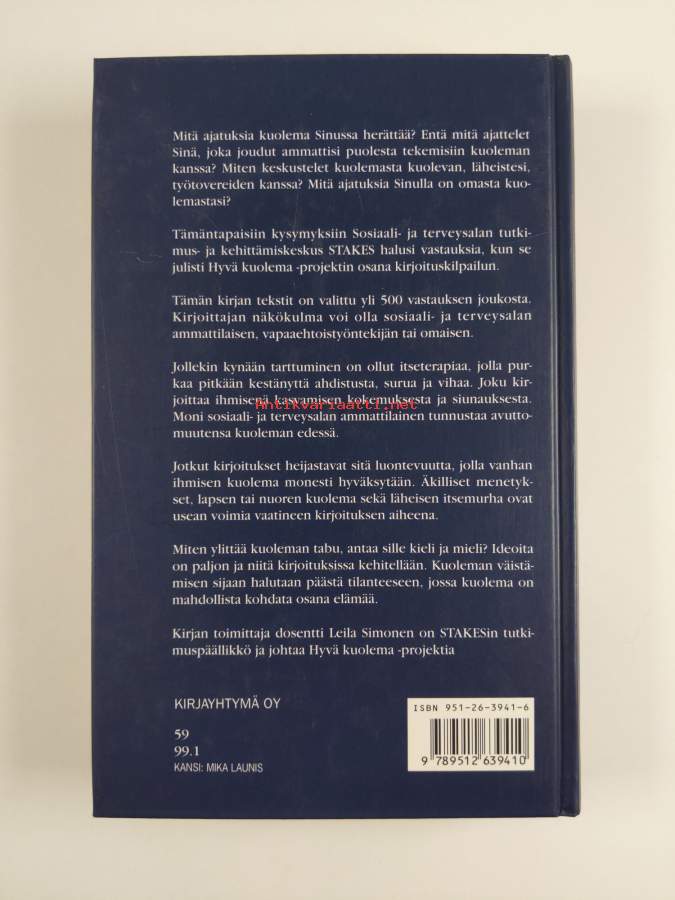 Mitä ajatuksia kuolema Sinussa herättää? Entä mitä ajattelet
Sinä, joka joudut ammattisi puolesta tekemisiin kuoleman
kanssa? Miten keskustelet kuolemasta kuolevan, läheistesi,
työtovereiden kanssa? Mitä ajatuksia Sinulla on omasta kuo-
lemastasi?
Tämäntapaisiin kysymyksiin Sosiaali- ja terveysalan tutki-
mus- ja kehittämiskeskus STAKES halusi vastauksia, kun se
julisti Hyvä kuolema -projektin osana kirjoituskilpailun.
Tämän kirjan tekstit on valittu yli 500 vastauksen joukosta.
Kirjoittajan näkökulma voi olla sosiaali- ja terveysalan
ammattilaisen, vapaaehtoistyöntekijän tai omaisen.
Jollekin kynään tarttuminen on ollut itseterapiaa, jolla pur-
kaa pitkään kestänyttä ahdistusta, surua ja vihaa. Joku kir-
joittaa ihmisenä kasvamisen kokemuksesta ja siunauksesta.
Antikvariaatti.net
Moni sosiaali- ja terveysalan ammattilainen tunnustaa avutto-
muutensa kuoleman edessä.
Jotkut kirjoitukset heijastavat sitä luontevuutta, jolla vanhan
ihmisen kuolema monesti hyväksytään. Äkilliset menetyk-
set, lapsen tai nuoren kuolema sekä läheisen itsemurha ovat
usean voimia vaatineen kirjoituksen aiheena.
Miten ylittää kuoleman tabu, antaa sille kieli ja mieli? Ideoita
on paljon ja niitä kirjoituksissa kehitellään. Kuoleman väistä-
misen sijaan halutaan päästä tilanteeseen, jossa kuolema on
mahdollista kohdata osana elämää.
Kirjan toimittaja dosentti Leila Simonen on STAKESin tutki-
muspäällikkö ja johtaa Hyvä kuolema -projektia
KIRJAYHTYMÄ OY
59
99.1
KANSI: MIKA LAUNIS
ISBN 951-26-3941-6
9 789512 639410